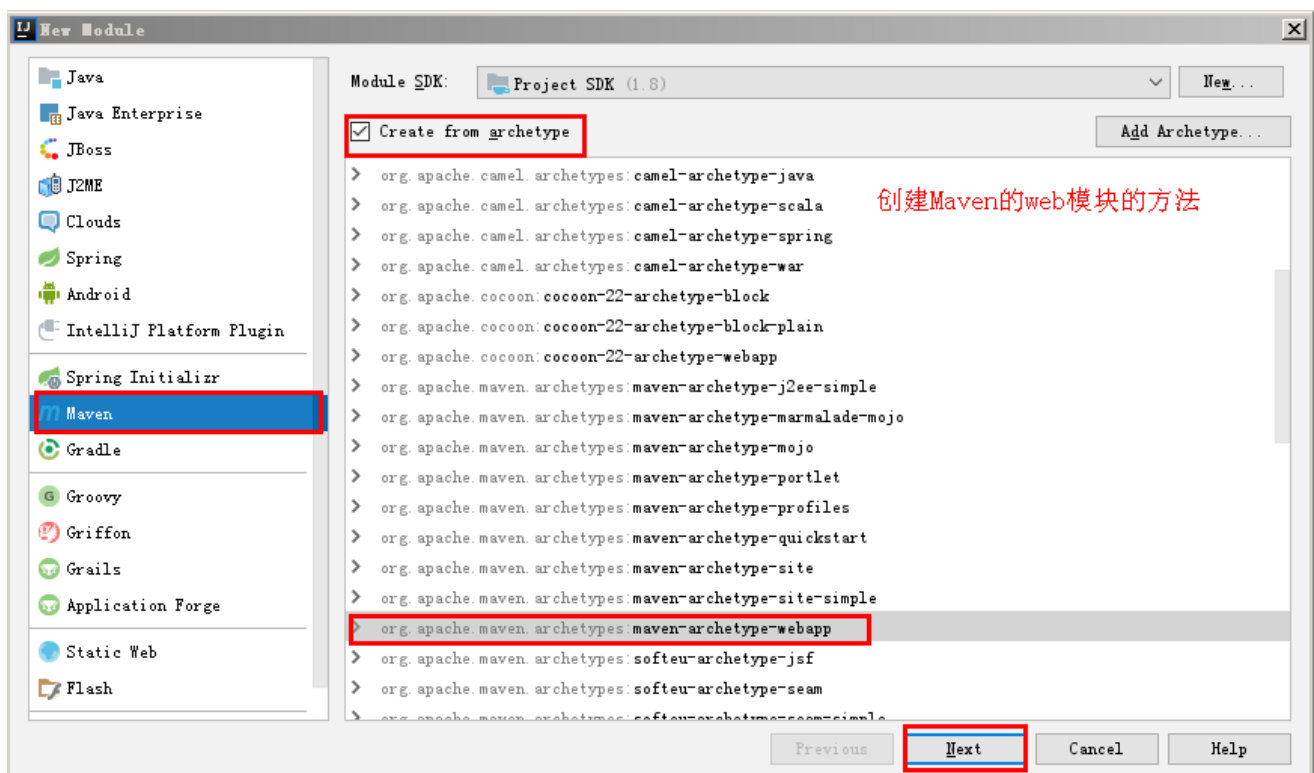 New Module
Java
Java Enterprise
JBoss
J2ME
Clouds
Spring
Android
IntelliJ Platform Plugin
Spring Initializr
Maven
Gradle
Groovy
Griffon
Grails
Application Forge
Static Web
Flash
Module SDK: Project SDK (1.8) New...
Create from archetype Add Archetype...
org.apache.camel.archetypes:camel-archetype-java
org.apache.camel.archetypes:camel-archetype-scala
创建Maven的web模块的方法
org.apache.camel.archetypes:camel-archetype-spring
org.apache.camel.archetypes:camel-archetype-war
org.apache.cocoon:cocoon-22-archetype-block
org.apache.cocoon:cocoon-22-archetype-block-plain
org.apache.cocoon:cocoon-22-archetype-webapp
org.apache.maven.archetypes:maven-archetype-j2ee-simple
org.apache.maven.archetypes:maven-archetype-marmalade-mojo
org.apache.maven.archetypes:maven-archetype-mojo
org.apache.maven.archetypes:maven-archetype-portlet
org.apache.maven.archetypes:maven-archetype-profiles
org.apache.maven.archetypes:maven-archetype-quickstart
org.apache.maven.archetypes:maven-archetype-site
org.apache.maven.archetypes:maven-archetype-site-simple
org.apache.maven.archetypes:maven-archetype-webapp
org.apache.maven.archetypes:softeu-archetype-jsf
org.apache.maven.archetypes:softeu-archetype-seam
org.apache.maven.archetypes:softeu-archetype-seam-simple
Previous Next Cancel Help